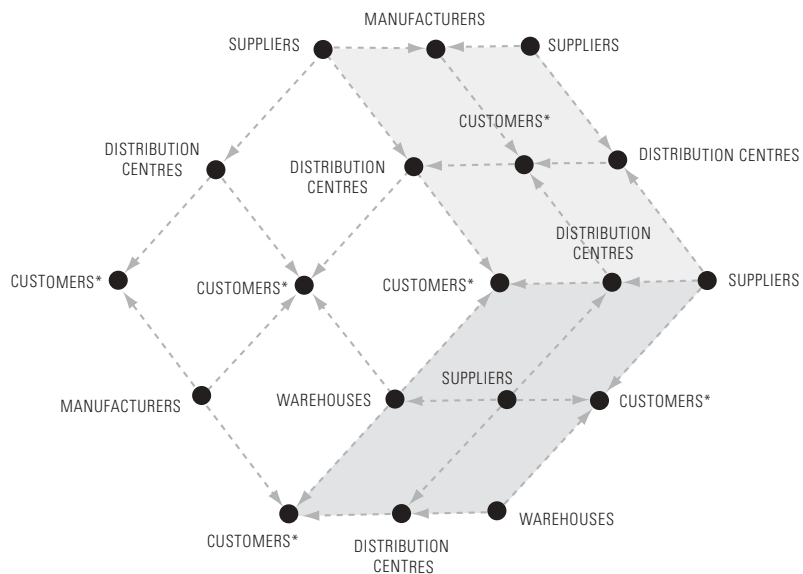 MANUFACTURERS
SUPPLIERS
SUPPLIERS
CUSTOMERS*
DISTRIBUTION
CENTRES
DISTRIBUTION
CENTRES
DISTRIBUTION CENTRES
DISTRIBUTION
CENTRES
CUSTOMERS*
CUSTOMERS*
CUSTOMERS*
SUPPLIERS
MANUFACTURERS
WAREHOUSES
SUPPLIERS
CUSTOMERS*
CUSTOMERS*
DISTRIBUTION
CENTRES
WAREHOUSES